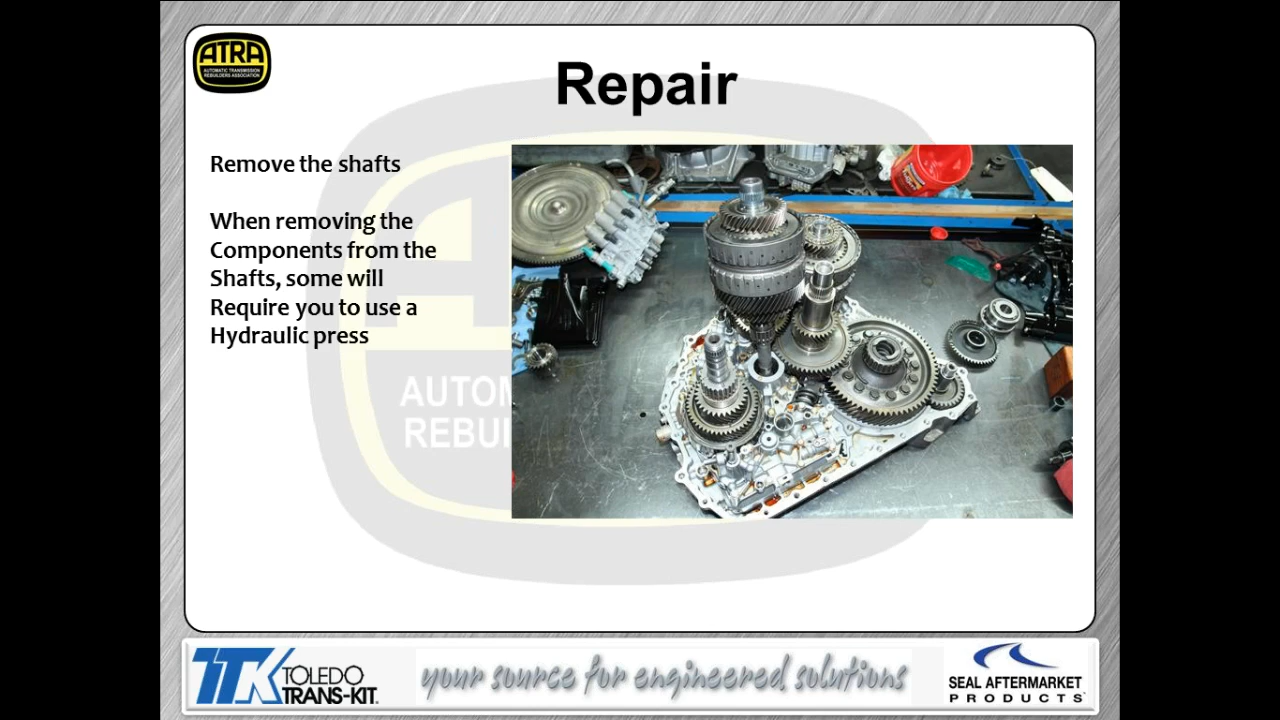 ATRA
AUTOMATIC TRANSMISSION
REBUILDERS ASSOCIATION
Repair
Remove the shafts
When removing the
Components from the
Shafts, some will
Require you to use a
Hydraulic press
AUTOM
REBUI
TTK TOLEDO
TRANS-KIT.
your source for engineered solutions
SEAL AFTERMARKET
PRODUCTS